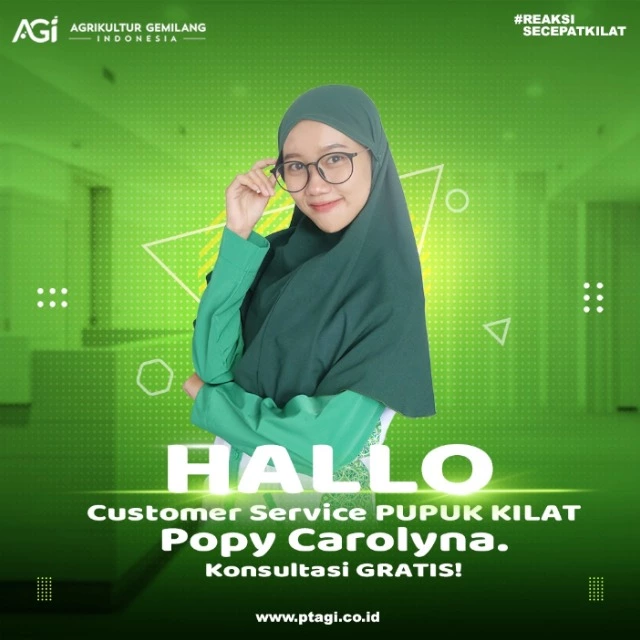 AGI AGRIKULTUR GEMILANG
INDONESIA
#REAKSI
SECEPATKILAT
HALLO
Customer Service PUPUK KILAT
Popy Carolyna.
Konsultasi GRATIS!
www.ptagi.co.id